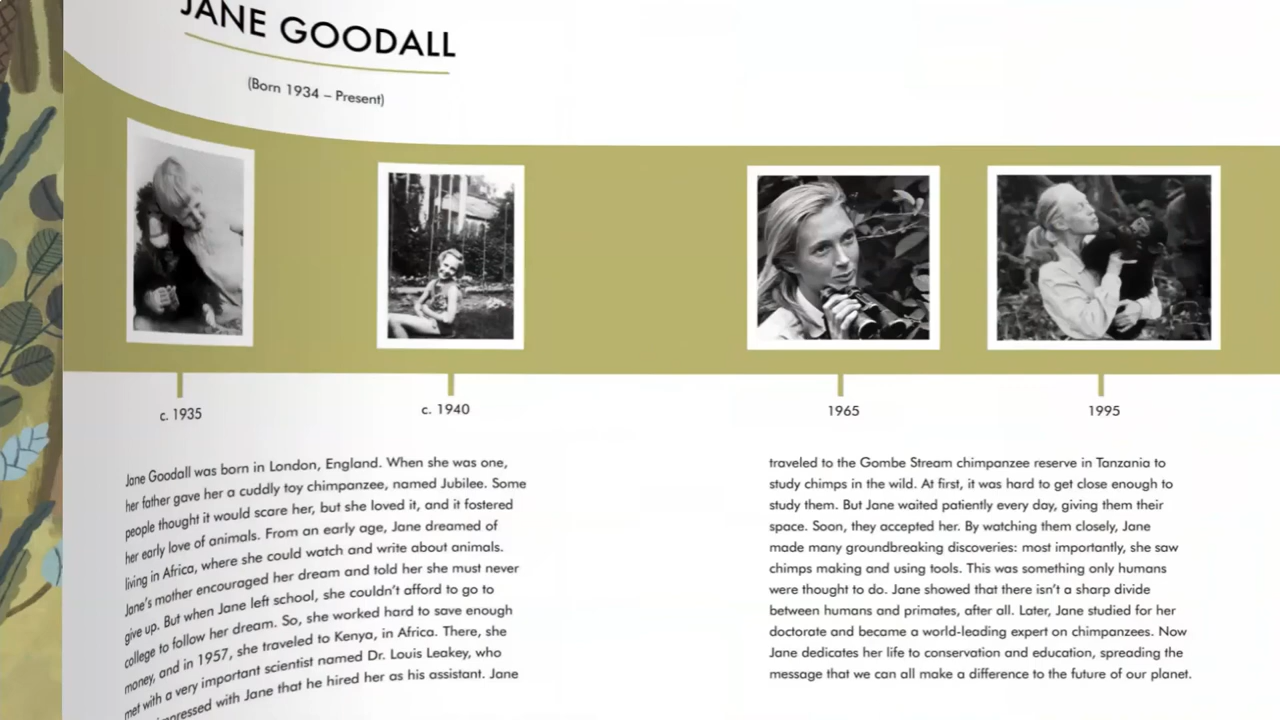 JANE GOODALL
(Born 1934 – Present)
c. 1935
c. 1940
1965
1995
Jane Goodall was born in London, England. When she was one,
her father gave her a cuddly toy chimpanzee, named Jubilee. Some
people thought it would scare her, but she loved it, and it fostered
her early love of animals. From an early age, Jane dreamed of
living in Africa, where she could watch and write about animals.
Jane's mother encouraged her dream and told her she must never
give up. But when Jane left school, she couldn't afford to go to
college to follow her dream. So, she worked hard to save enough
money, and in 1957, she traveled to Kenya, in Africa. There, she
met with a very important scientist named Dr. Louis Leakey, who
with Jane that he hired her as his assistant. Jane
traveled to the Gombe Stream chimpanzee reserve in Tanzania to
study chimps in the wild. At first, it was hard to get close enough to
study them. But Jane waited patiently every day, giving them their
space. Soon, they accepted her. By watching them closely, Jane
made many groundbreaking discoveries: most importantly, she saw
chimps making and using tools. This was something only humans
were thought to do. Jane showed that there isn't a sharp divide
between humans and primates, after all. Later, Jane studied for her
doctorate and became a world-leading expert on chimpanzees. Now
Jane dedicates her life to conservation and education, spreading the
message that we can all make a difference to the future of our planet.